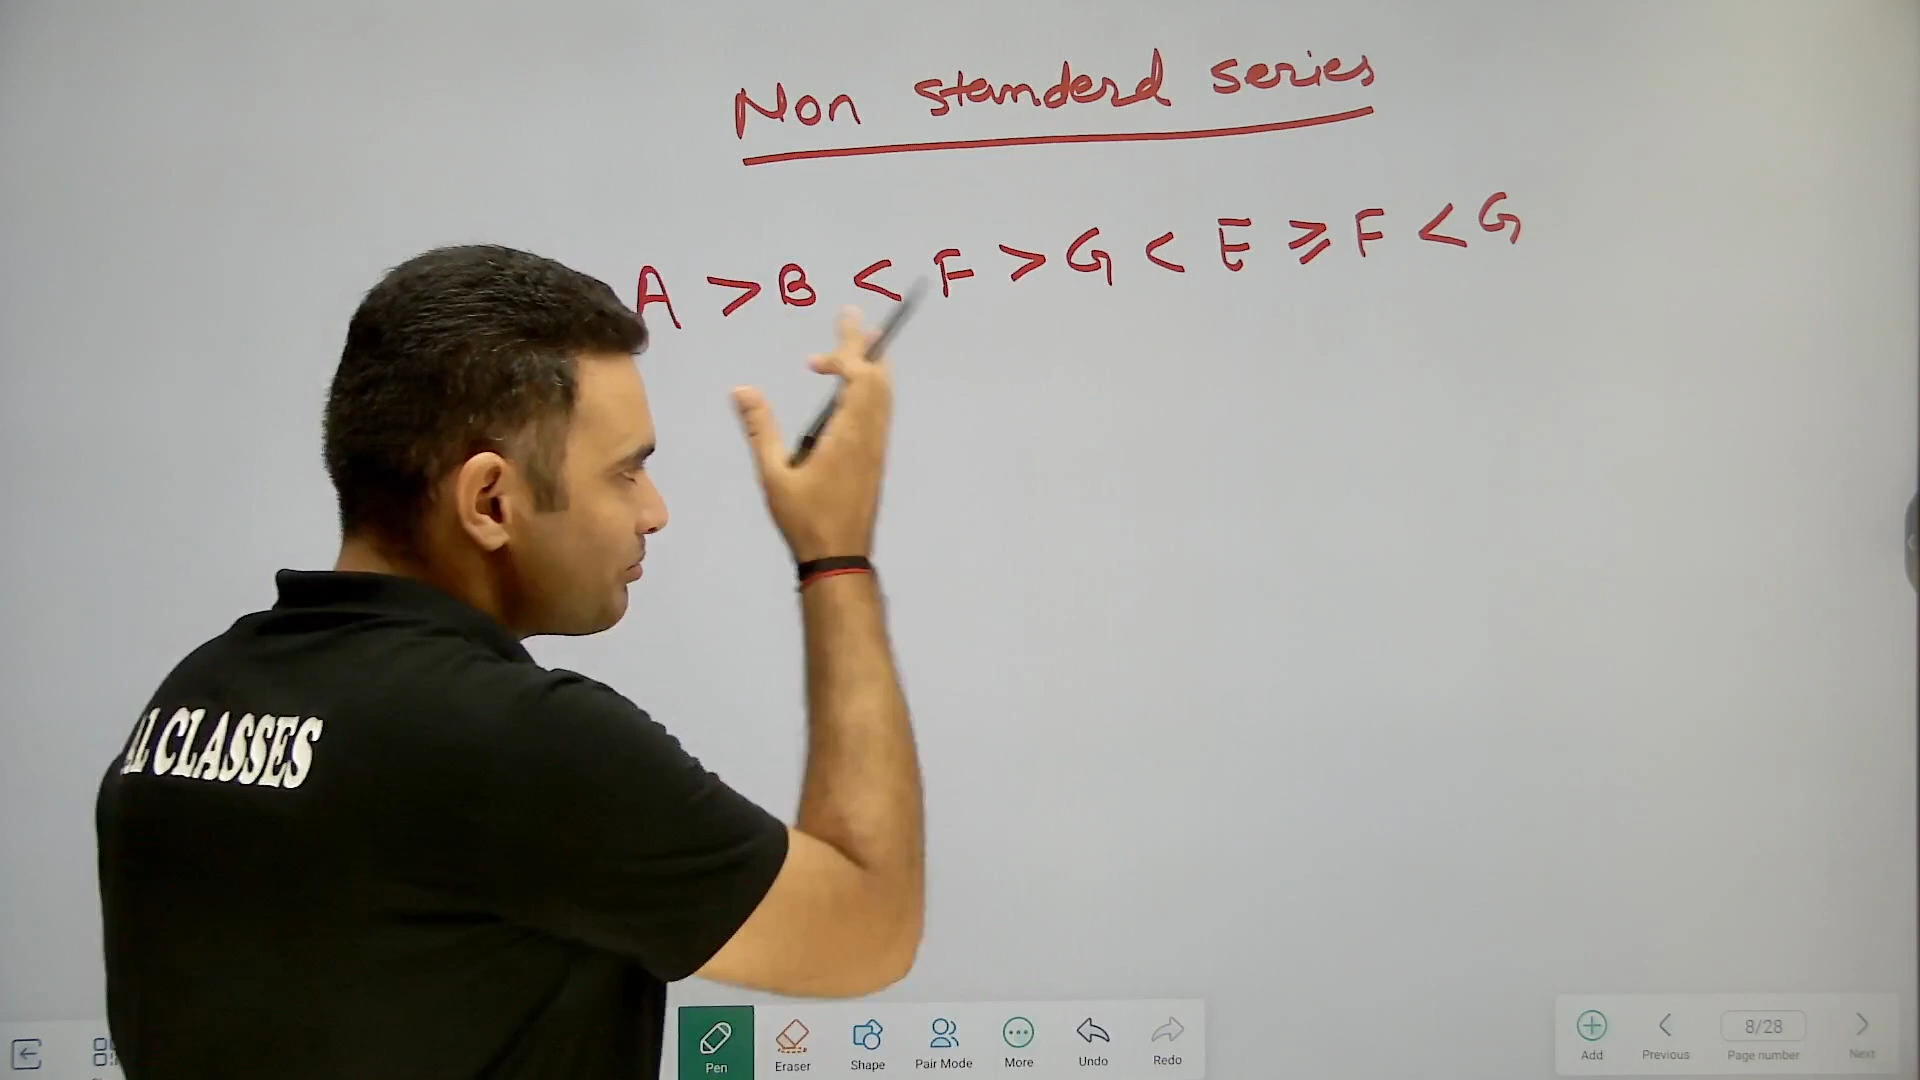 Non standerd series
A > B < F > G < E ≥ F < G
CLASSES
Pen
Eraser
Shape
Pair Mode
More
Undo
Redo
Add
Previous
8/28
Page number
Next